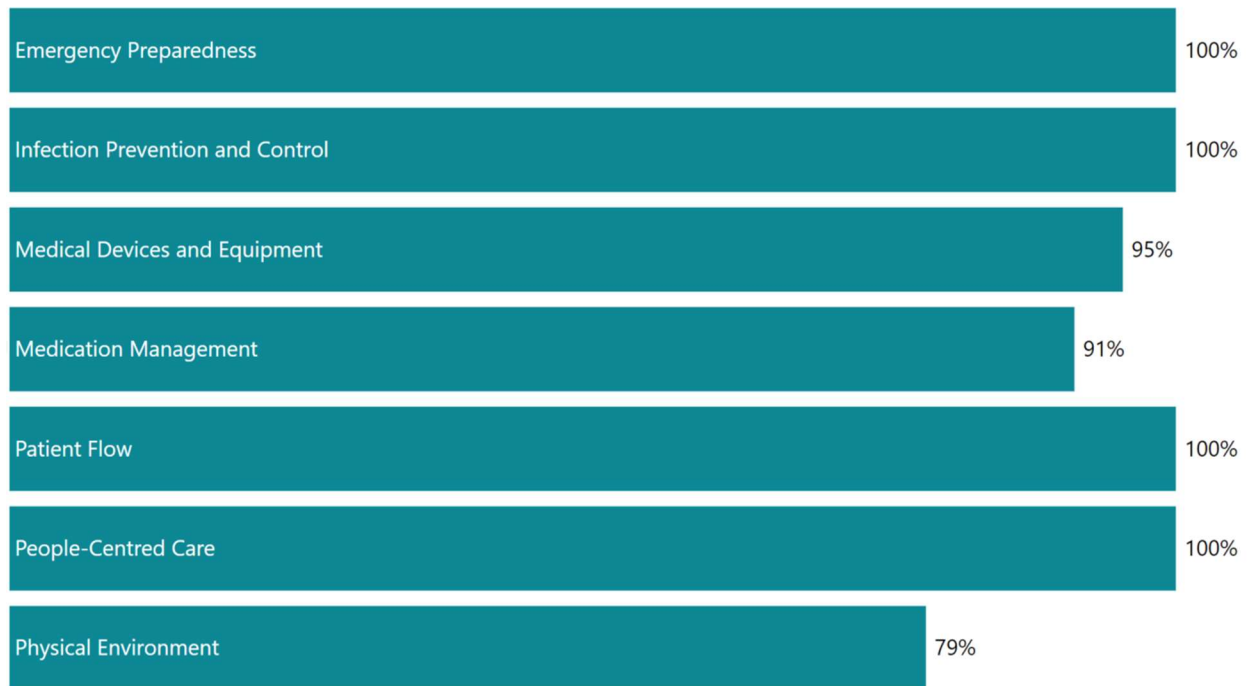 Emergency Preparedness 100%
Infection Prevention and Control 100%
Medical Devices and Equipment 95%
Medication Management 91%
Patient Flow 100%
People-Centred Care 100%
Physical Environment 79%